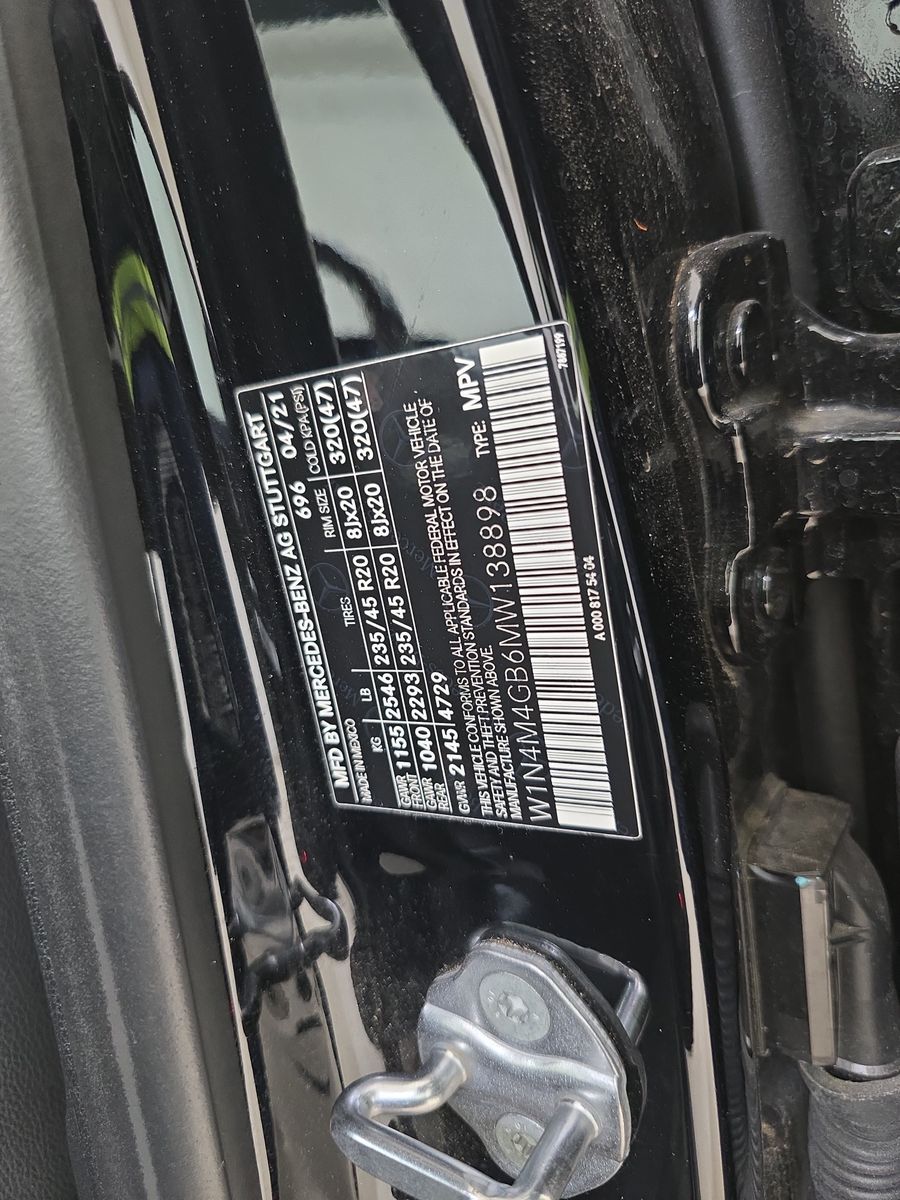 MFD BY MERCEDES-BENZ AG STUTTGART
MADE IN MEXICO 696 04/21
KG LB TIRES RIM SIZE COLD KPA(PSI)
GAWR FRONT 1155 2546 235/45 R20 8Jx20 320(47)
GAWR REAR 1040 2293 235/45 R20 8Jx20 320(47)
GVWR 2145 4729
THIS VEHICLE CONFORMS TO ALL APPLICABLE FEDERAL MOTOR VEHICLE
SAFETY AND THEFT PREVENTION STANDARDS IN EFFECT ON THE DATE OF
MANUFACTURE SHOWN ABOVE.
W1N4M4GB6MW138898 TYPE: MPV
A 000 817 54 04